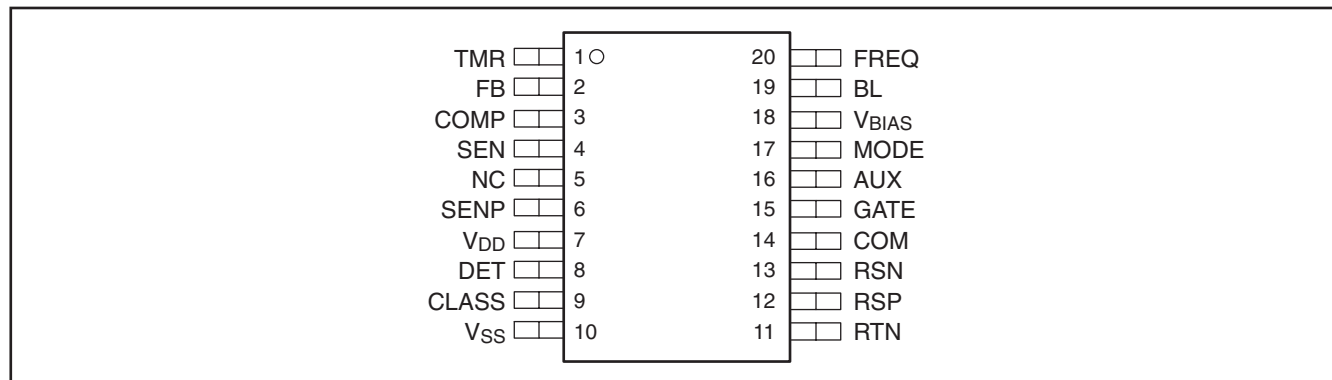 TMR 1 20 FREQ
FB 2 19 BL
COMP 3 18 VBIAS
SEN 4 17 MODE
NC 5 16 AUX
SENP 6 15 GATE
VDD 7 14 COM
DET 8 13 RSN
CLASS 9 12 RSP
VSS 10 11 RTN